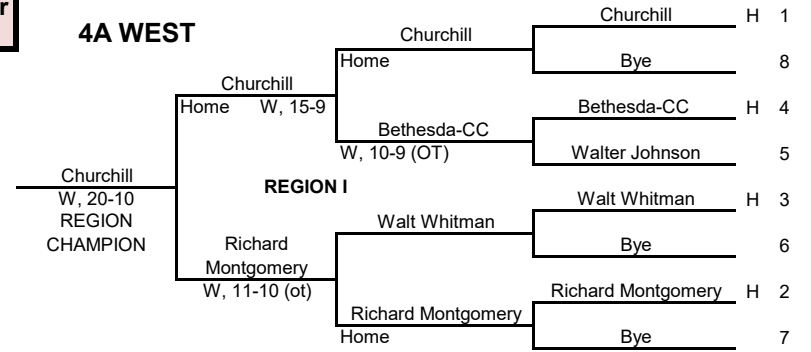 r
4A WEST
Churchill H 1
Churchill
Home
Bye 8
Churchill
Home W, 15-9
Bethesda-CC H 4
Bethesda-CC
W, 10-9 (OT)
Walter Johnson 5
Churchill
W, 20-10
REGION
CHAMPION
REGION I
Walt Whitman H 3
Walt Whitman
Bye 6
Richard
Montgomery
W, 11-10 (ot)
Richard Montgomery H 2
Richard Montgomery
Home
Bye 7